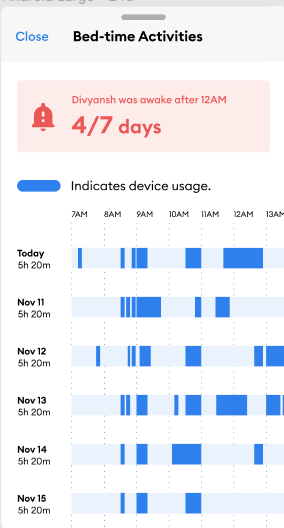 Close
Bed-time Activities
Divyansh was awake after 12AM
4/7 days
Indicates device usage.
7AM 8AM 9AM 10AM 11AM 12AM 13AM
Today
5h 20m
Nov 11
5h 20m
Nov 12
5h 20m
Nov 13
5h 20m
Nov 14
5h 20m
Nov 15
5h 20m